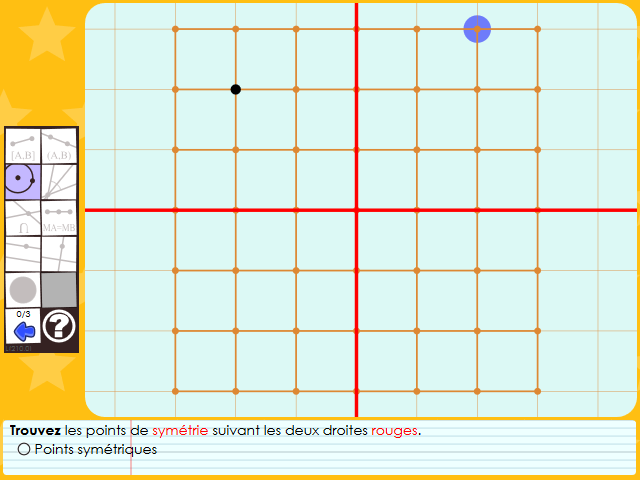 [A,B] (A,B)
∩ MA=MB
0/3
?
Trouvez les points de symétrie suivant les deux droites rouges.
Points symétriques